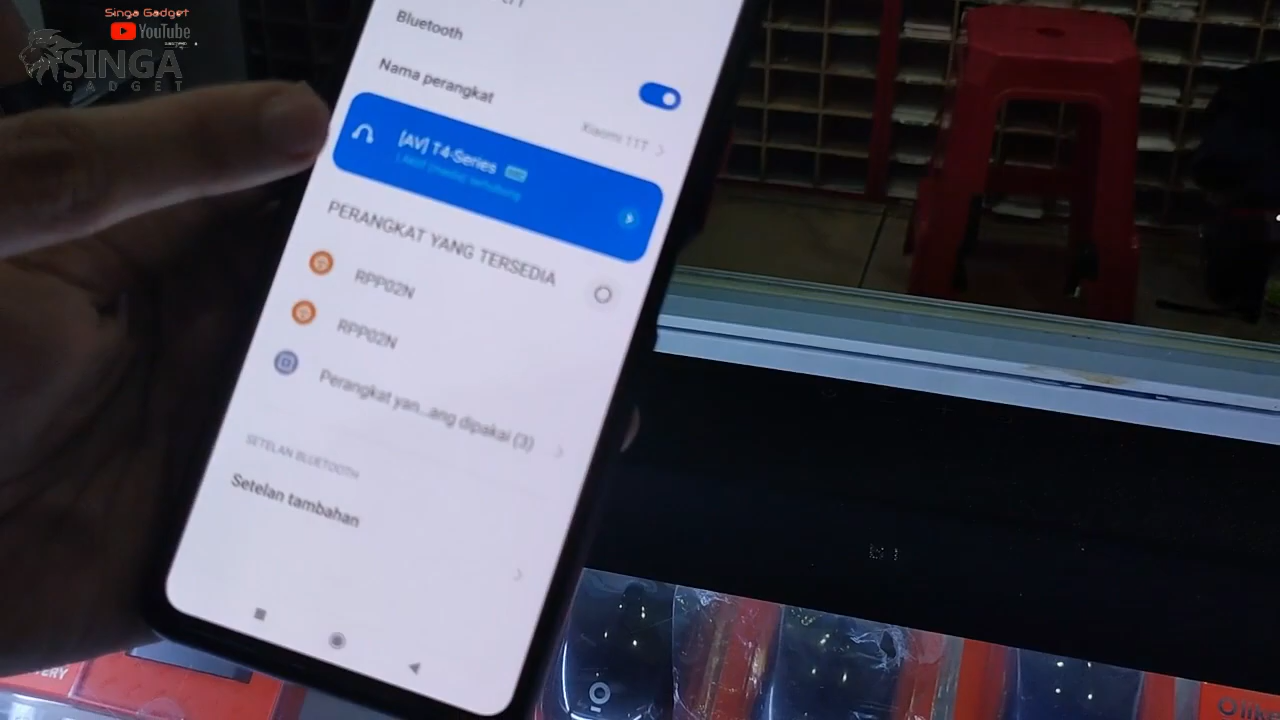 Singa Gadget
YouTube
SINGA
GADGET
Bluetooth
Nama perangkat
Xiaomi 11T
[AV] T4-Series
PERANGKAT YANG TERSEDIA
RPP02N
RPP02N
Perangkat yan...ang dipakai (3)
SETELAN BLUETOOTH
Setelan tambahan